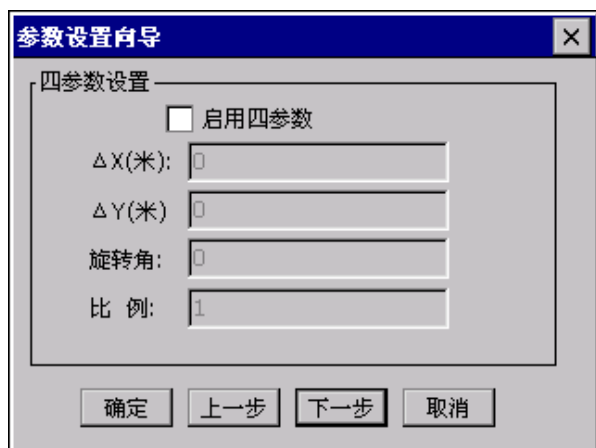 参数设置向导
四参数设置
启用四参数
ΔX(米): 0
ΔY(米) 0
旋转角: 0
比 例: 1
确定 上一步 下一步 取消